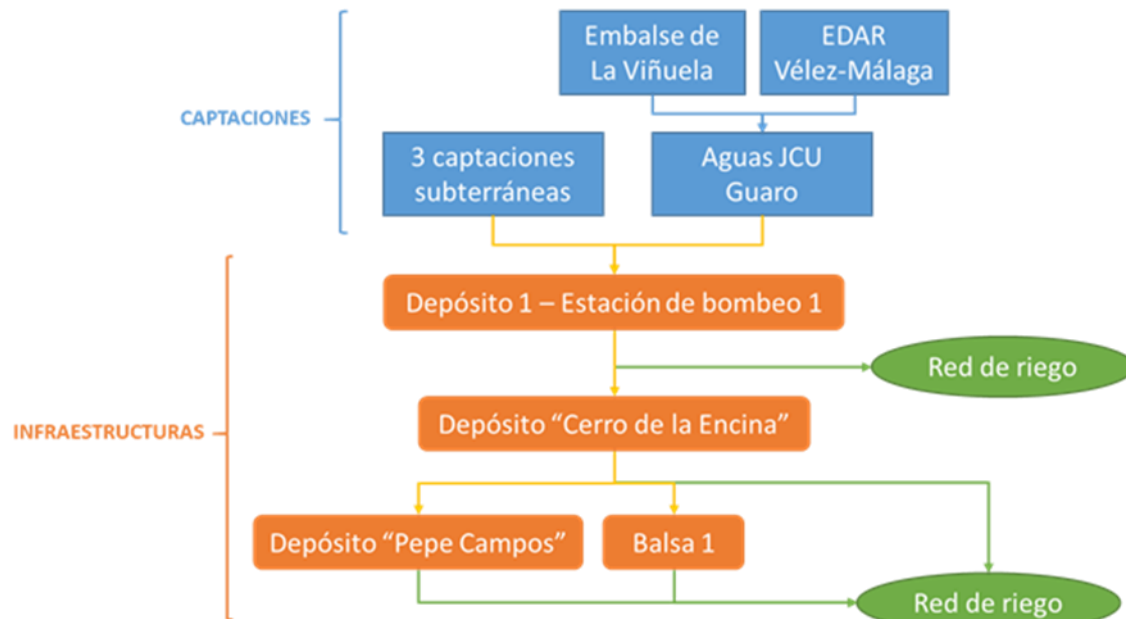 Embalse de
La Viñuela
EDAR
Vélez-Málaga
CAPTACIONES
3 captaciones
subterráneas
Aguas JCU
Guaro
Depósito 1 – Estación de bombeo 1
Red de riego
Depósito “Cerro de la Encina”
INFRAESTRUCTURAS
Depósito “Pepe Campos”
Balsa 1
Red de riego